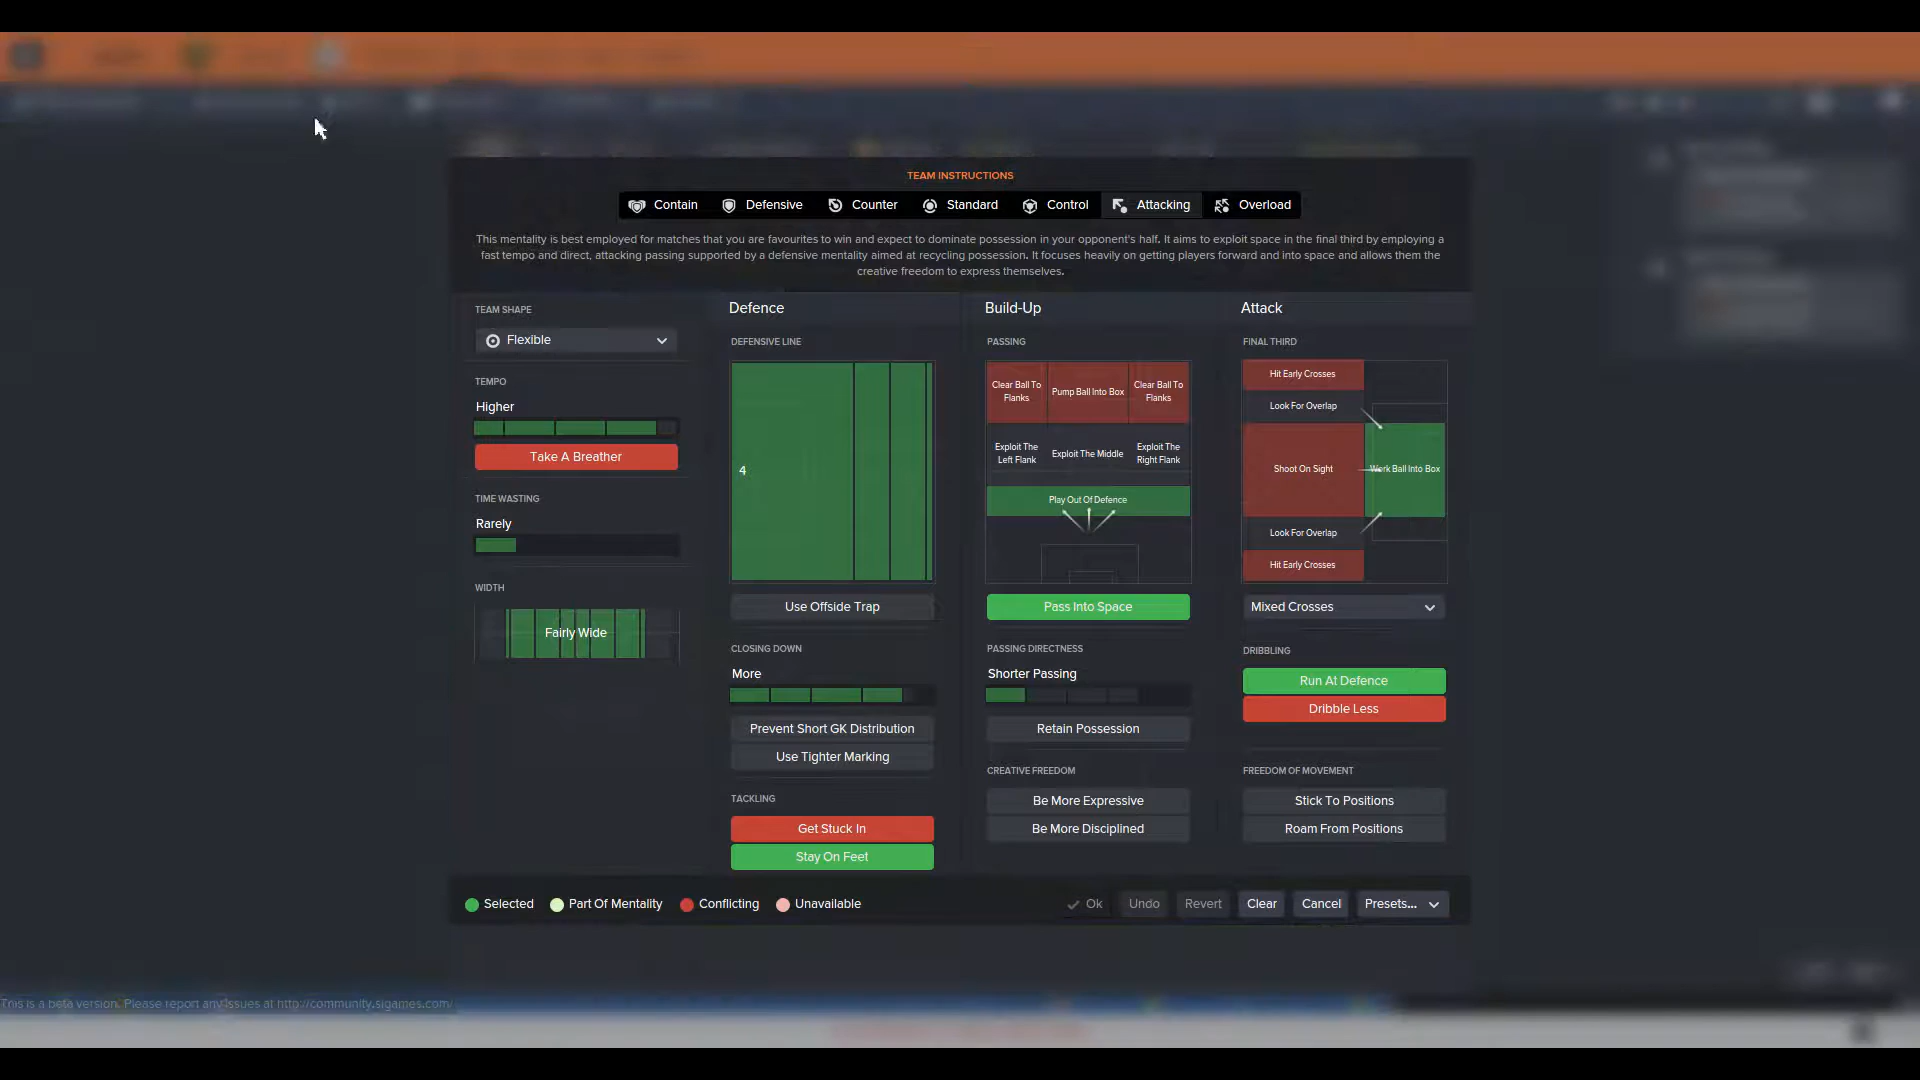 TEAM INSTRUCTIONS
Contain Defensive Counter Standard Control Attacking Overload
This mentality is best employed for matches that you are favourites to win and expect to dominate possession in your opponent's half. It aims to exploit space in the final third by employing a
fast tempo and direct, attacking passing supported by a defensive mentality aimed at recycling possession. It focuses heavily on getting players forward and into space and allows them the
creative freedom to express themselves.
TEAM SHAPE
Flexible
TEMPO
Higher
Take A Breather
TIME WASTING
Rarely
WIDTH
Fairly Wide
Defence
DEFENSIVE LINE
4
Use Offside Trap
CLOSING DOWN
More
Prevent Short GK Distribution
Use Tighter Marking
TACKLING
Get Stuck In
Stay On Feet
Build-Up
PASSING
Clear Ball To
Flanks
Pump Ball Into Box
Clear Ball To
Flanks
Exploit The
Left Flank
Exploit The Middle
Exploit The
Right Flank
Play Out Of Defence
Pass Into Space
PASSING DIRECTNESS
Shorter Passing
Retain Possession
CREATIVE FREEDOM
Be More Expressive
Be More Disciplined
Attack
FINAL THIRD
Hit Early Crosses
Look For Overlap
Shoot On Sight
Work Ball Into Box
Look For Overlap
Hit Early Crosses
Mixed Crosses
DRIBBLING
Run At Defence
Dribble Less
FREEDOM OF MOVEMENT
Stick To Positions
Roam From Positions
Selected Part Of Mentality Conflicting Unavailable
Ok Undo Revert Clear Cancel Presets...
This is a beta version. Please report any issues at http://community.sigames.com/